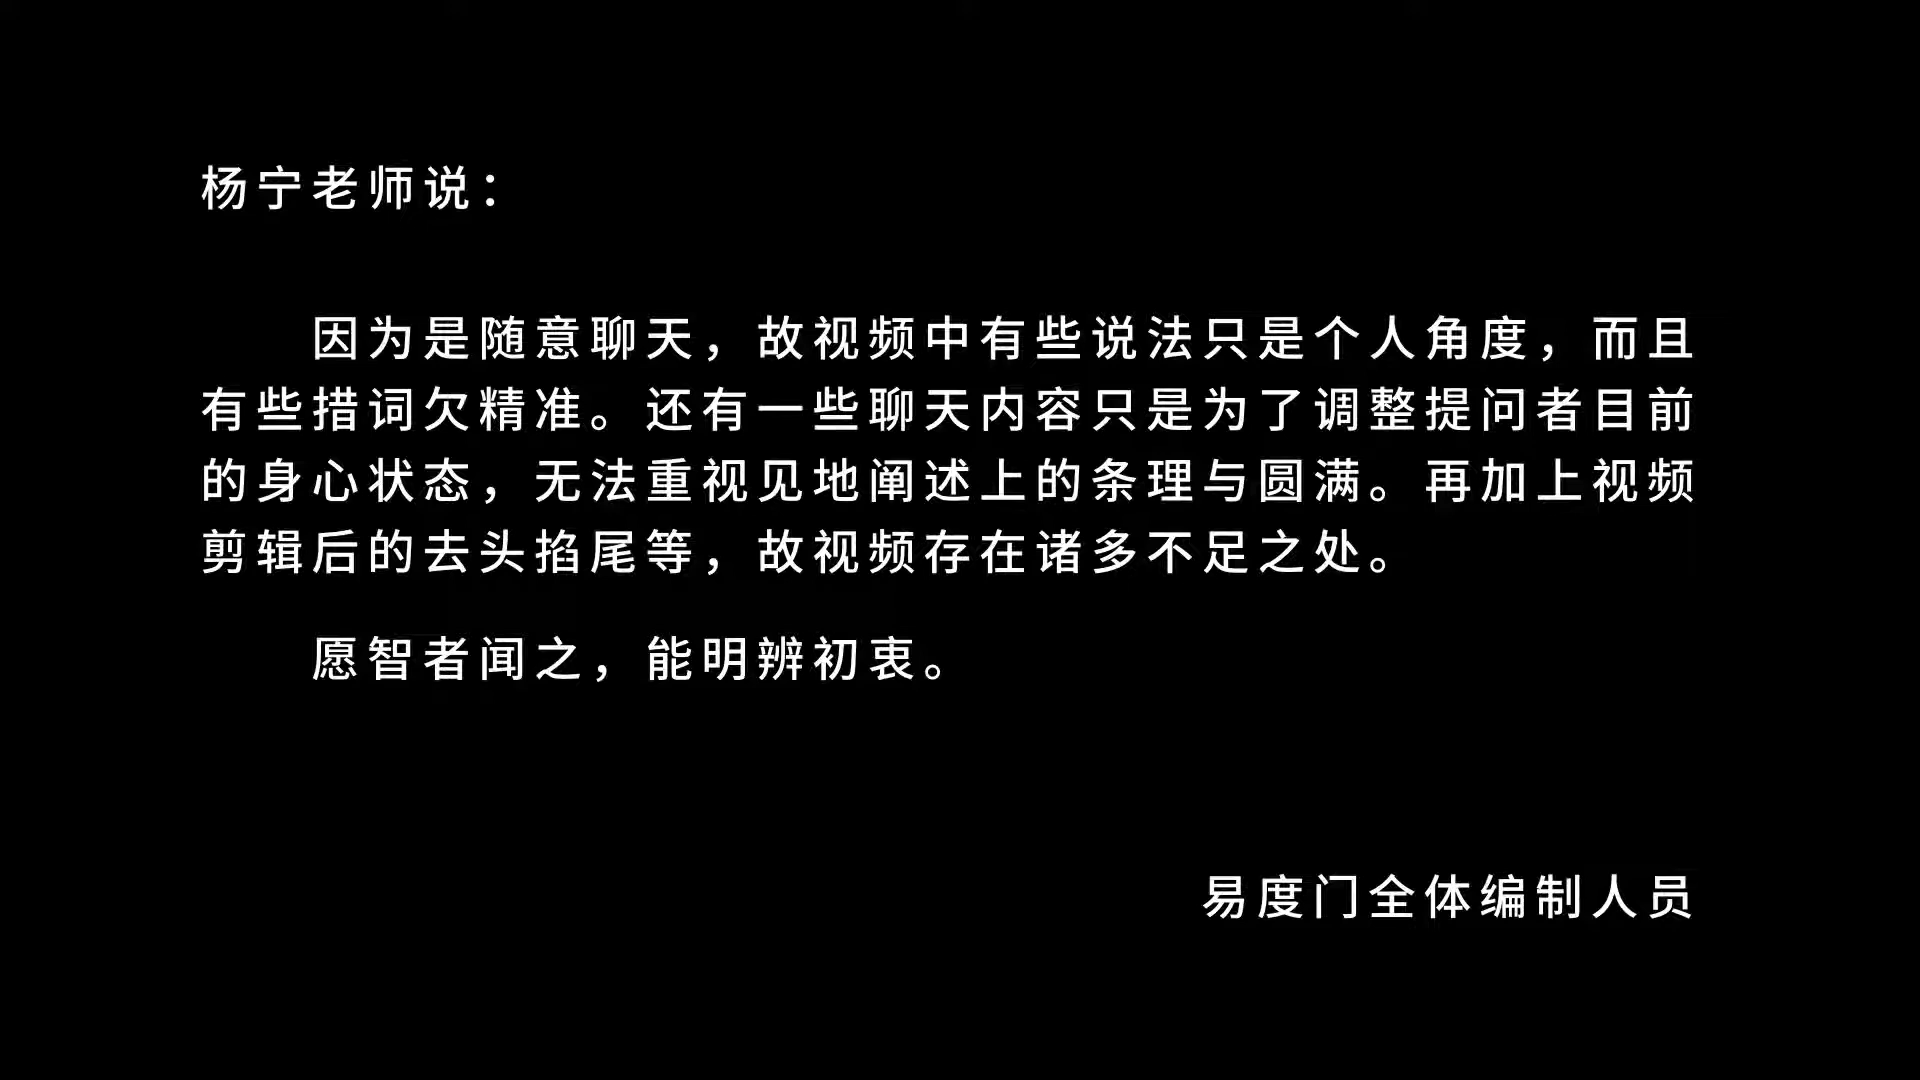 杨宁老师说：
因为是随意聊天，故视频中有些说法只是个人角度，而且
有些措词欠精准。还有一些聊天内容只是为了调整提问者目前
的身心状态，无法重视见地阐述上的条理与圆满。再加上视频
剪辑后的去头掐尾等，故视频存在诸多不足之处。
愿智者闻之，能明辨初衷。
易度门全体编制人员